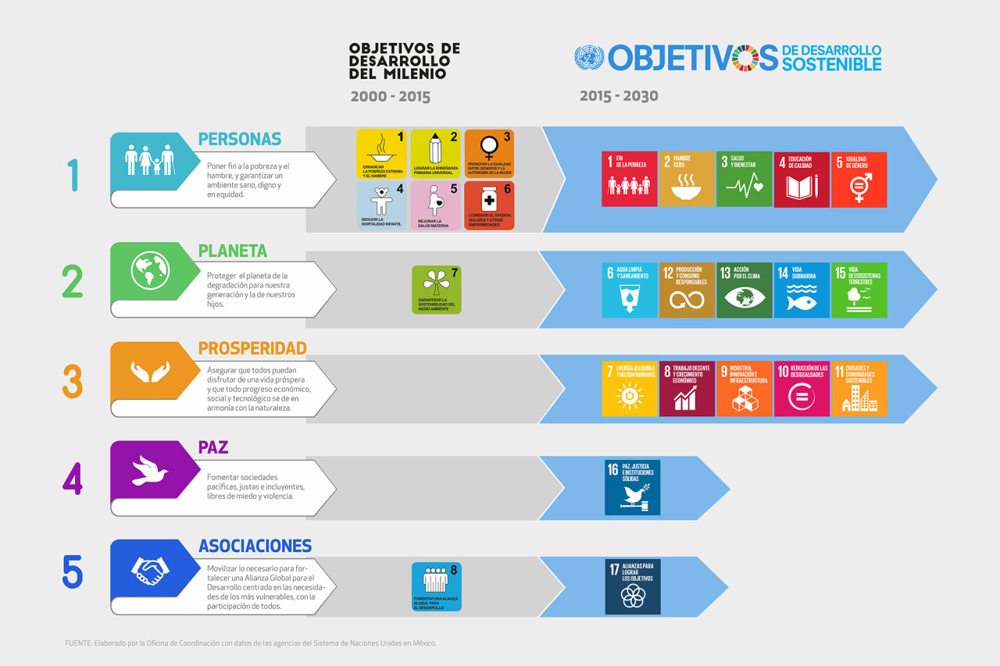 OBJETIVOS DE
DESARROLLO
DEL MILENIO
2000 - 2015
OBJETIVOS DE DESARROLLO
SOSTENIBLE
2015 - 2030
1
PERSONAS
Poner fin a la pobreza y el
hambre, y garantizar un
ambiente sano, digno y
en equidad.
1
ERRADICAR
LA POBREZA EXTREMA
Y EL HAMBRE
2
LOGRAR LA ENSEÑANZA
PRIMARIA UNIVERSAL
3
PROMOVER LA IGUALDAD
ENTRE GÉNEROS Y LA
AUTONOMÍA DE LA MUJER
4
REDUCIR LA
MORTALIDAD INFANTIL
5
MEJORAR LA
SALUD MATERNA
6
COMBATIR EL VIH/SIDA,
MALARIA Y OTRAS
ENFERMEDADES
1 FIN
DE LA POBREZA
2 HAMBRE
CERO
3 SALUD
Y BIENESTAR
4 EDUCACIÓN
DE CALIDAD
5 IGUALDAD
DE GÉNERO
2
PLANETA
Proteger el planeta de la
degradación para nuestra
generación y la de nuestros
hijos.
7
GARANTIZAR LA
SOSTENIBILIDAD DEL
MEDIO AMBIENTE
6 AGUA LIMPIA
Y SANEAMIENTO
12 PRODUCCIÓN
Y CONSUMO
RESPONSABLES
13 ACCIÓN
POR EL CLIMA
14 VIDA
SUBMARINA
15 VIDA
DE ECOSISTEMAS
TERRESTRES
3
PROSPERIDAD
Asegurar que todos puedan
disfrutar de una vida próspera
y que todo progreso económico,
social y tecnológico se de en
armonía con la naturaleza.
7 ENERGÍA ASEQUIBLE
Y NO CONTAMINANTE
8 TRABAJO DECENTE
Y CRECIMIENTO
ECONÓMICO
9 INDUSTRIA,
INNOVACIÓN E
INFRAESTRUCTURA
10 REDUCCIÓN DE LAS
DESIGUALDADES
11 CIUDADES Y
COMUNIDADES
SOSTENIBLES
4
PAZ
Fomentar sociedades
pacíficas, justas e incluyentes,
libres de miedo y violencia.
16 PAZ, JUSTICIA
E INSTITUCIONES
SÓLIDAS
5
ASOCIACIONES
Movilizar lo necesario para for-
talecer una Alianza Global para el
Desarrollo centrada en las necesida-
des de los más vulnerables, con la
participación de todos.
8
FOMENTAR UNA ALIANZA
GLOBAL PARA
EL DESARROLLO
17 ALIANZAS PARA
LOGRAR
LOS OBJETIVOS
FUENTE: Elaborado por la Oficina de Coordinación con datos de las agencias del Sistema de Naciones Unidas en México.